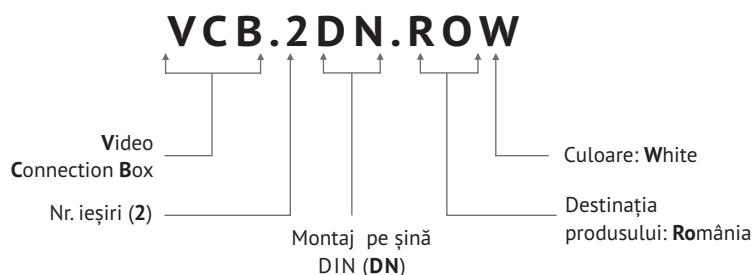 VCB.2DN.ROW
Video
Connection Box
Nr. ieșiri (2)
Montaj pe șină
DIN (DN)
Culoare: White
Destinația
produsului: România